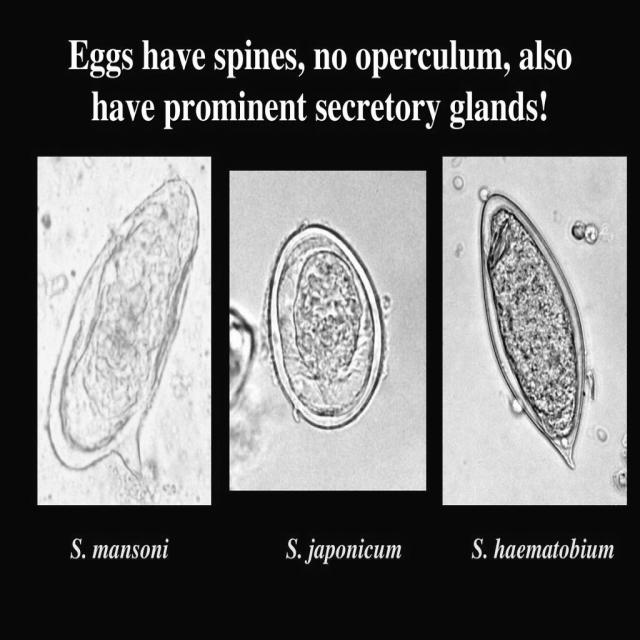 Eggs have spines, no operculum, also
have prominent secretory glands!
S. mansoni
S. japonicum
S. haematobium